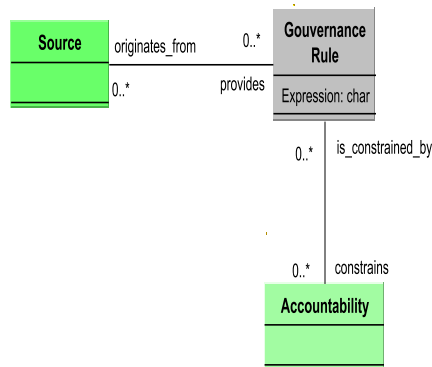 Source
originates_from
0..*
0..*
provides
Gouvernance
Rule
Expression: char
0..*
is_constrained_by
0..*
constrains
Accountability